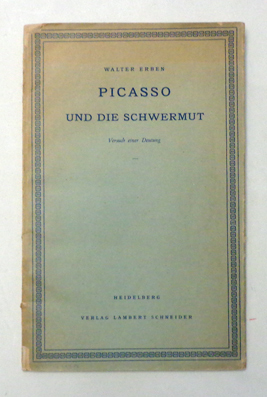 WALTER ERBEN
PICASSO
UND DIE SCHWERMUT
Versuch einer Deutung
HEIDELBERG
VERLAG LAMBERT SCHNEIDER